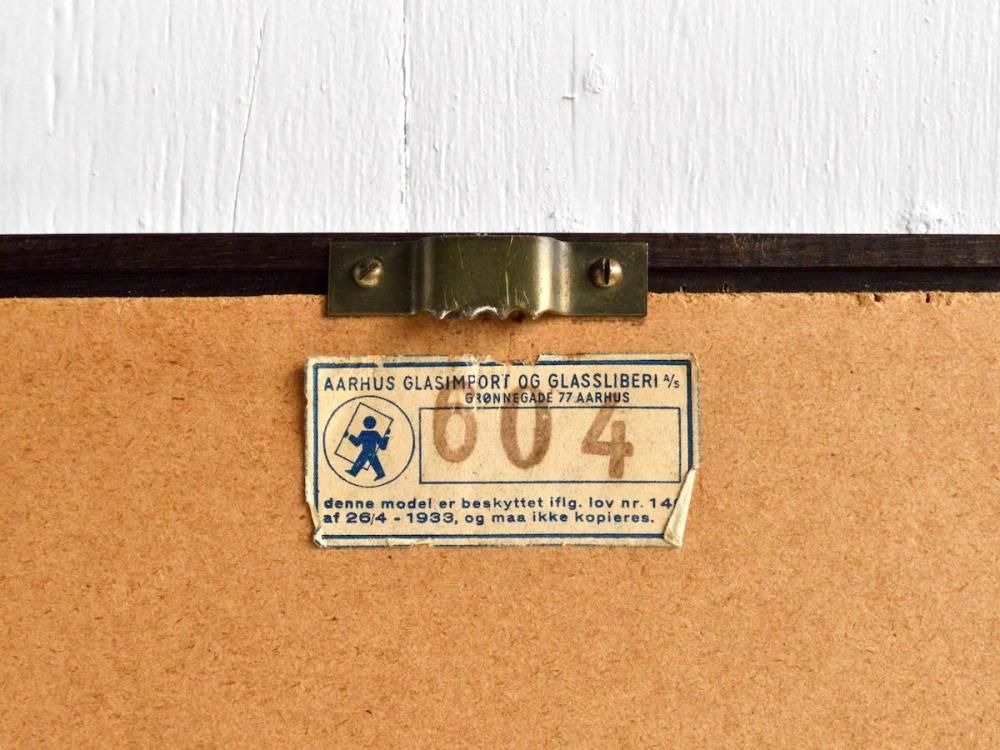 AARHUS GLASIMPORT OG GLASSLIBERI A/S
GRØNNEGADE 77 AARHUS
604
denne model er beskyttet iflg. lov nr.
af 26/4 - 1933, og maa ikke kopieres.